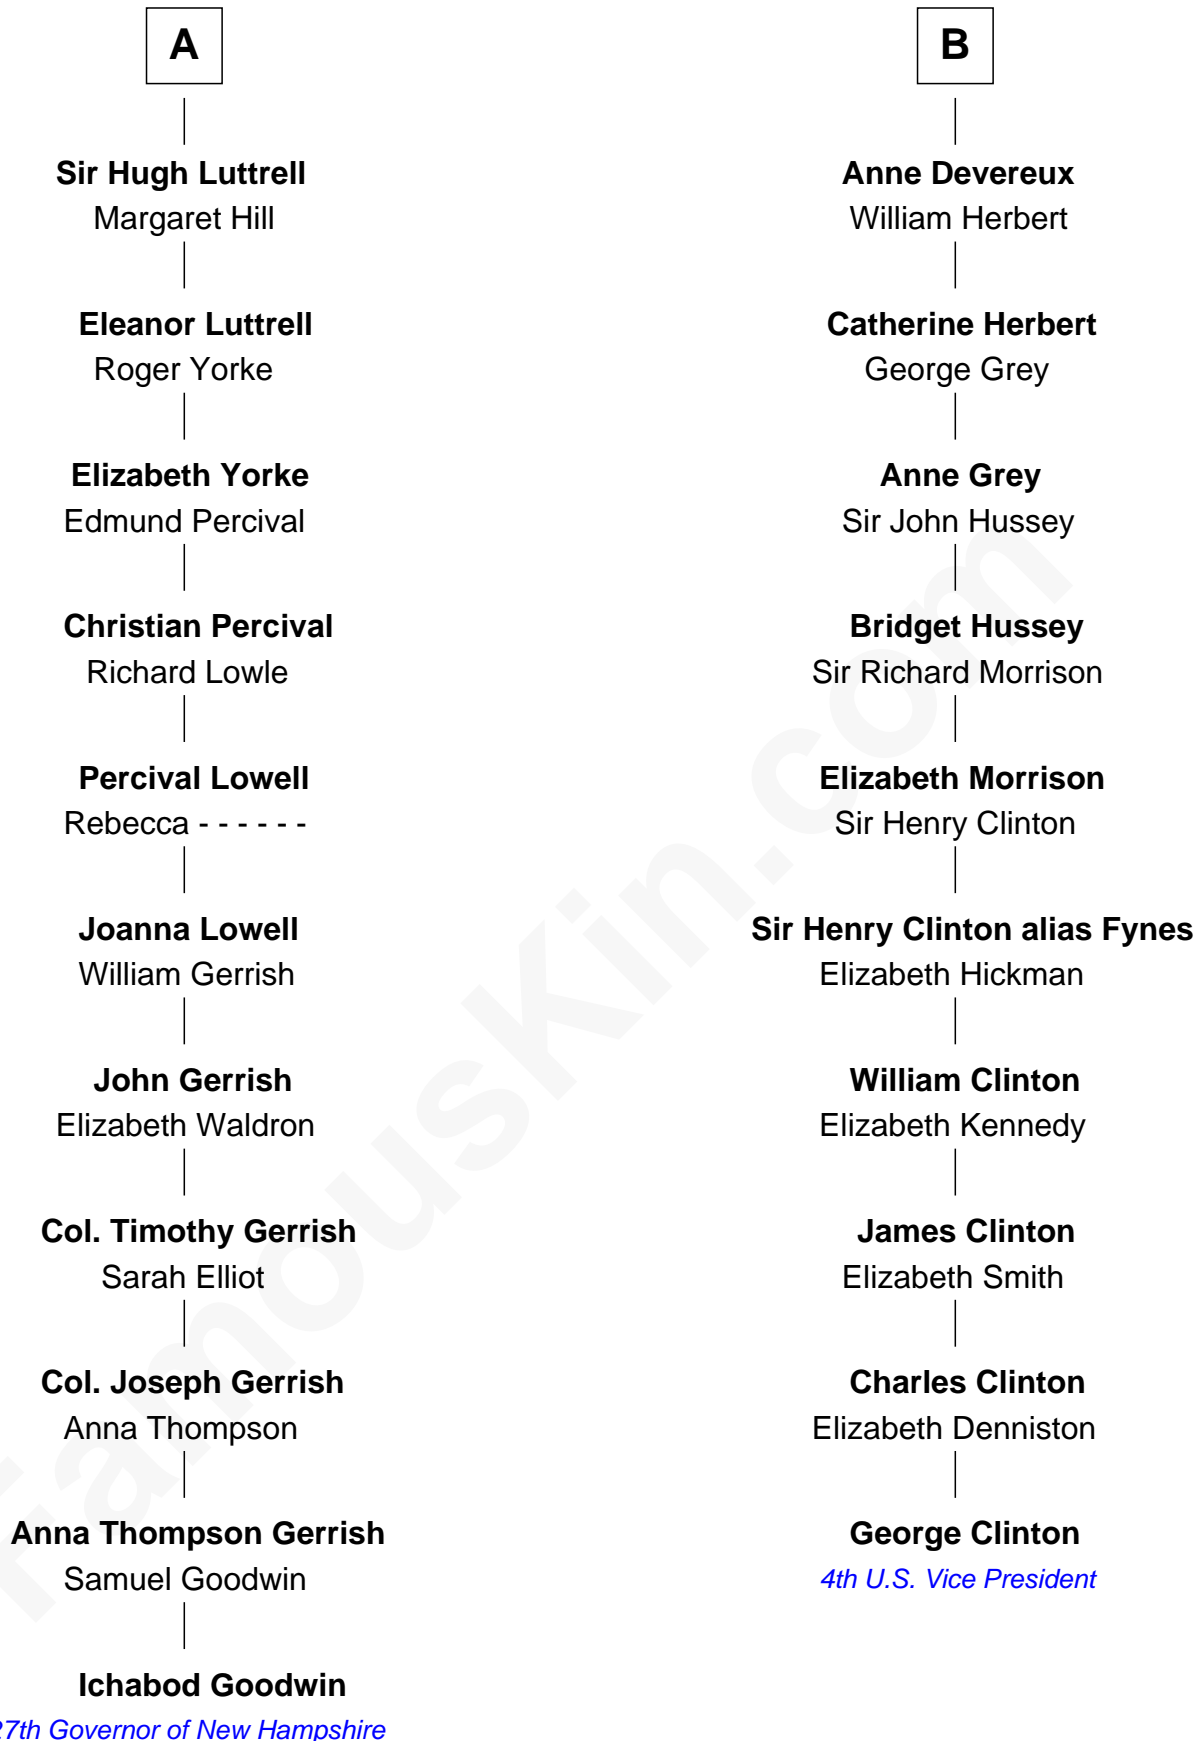 A
Sir Hugh Luttrell
Margaret Hill
Eleanor Luttrell
Roger Yorke
Elizabeth Yorke
Edmund Percival
Christian Percival
Richard Lowle
Percival Lowell
Rebecca - - - - - -
Joanna Lowell
William Gerrish
John Gerrish
Elizabeth Waldron
Col. Timothy Gerrish
Sarah Elliot
Col. Joseph Gerrish
Anna Thompson
Anna Thompson Gerrish
Samuel Goodwin
Ichabod Goodwin
27th Governor of New Hampshire
B
Anne Devereux
William Herbert
Catherine Herbert
George Grey
Anne Grey
Sir John Hussey
Bridget Hussey
Sir Richard Morrison
Elizabeth Morrison
Sir Henry Clinton
Sir Henry Clinton alias Fynes
Elizabeth Hickman
William Clinton
Elizabeth Kennedy
James Clinton
Elizabeth Smith
Charles Clinton
Elizabeth Denniston
George Clinton
4th U.S. Vice President
FamousKin.com